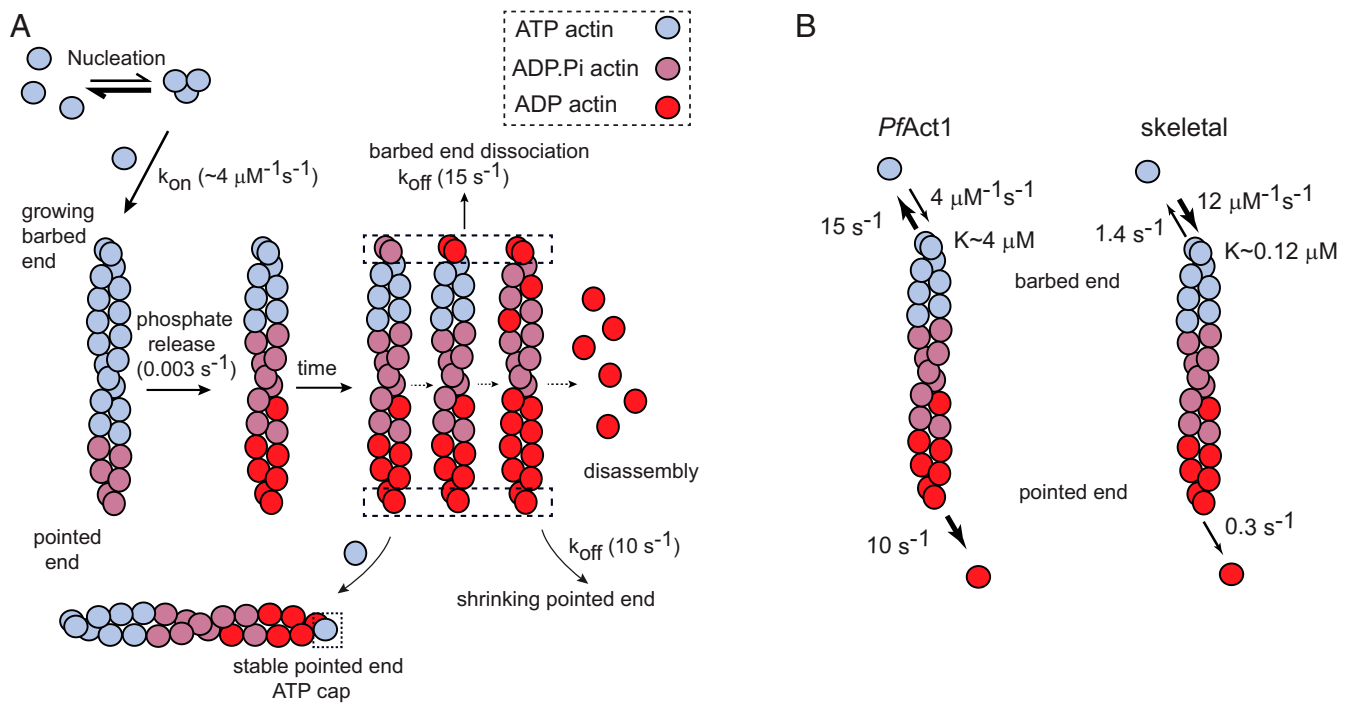 A
Nucleation
ATP actin
ADP.Pi actin
ADP actin
k_on (~4 μM⁻¹s⁻¹)
growing
barbed
end
barbed end dissociation
k_off (15 s⁻¹)
phosphate
release
(0.003 s⁻¹)
time
disassembly
pointed
end
k_off (10 s⁻¹)
shrinking pointed end
stable pointed end
ATP cap
B
PfAct1
skeletal
4 μM⁻¹s⁻¹
15 s⁻¹
K~4 μM
12 μM⁻¹s⁻¹
1.4 s⁻¹
K~0.12 μM
barbed end
pointed end
10 s⁻¹
0.3 s⁻¹